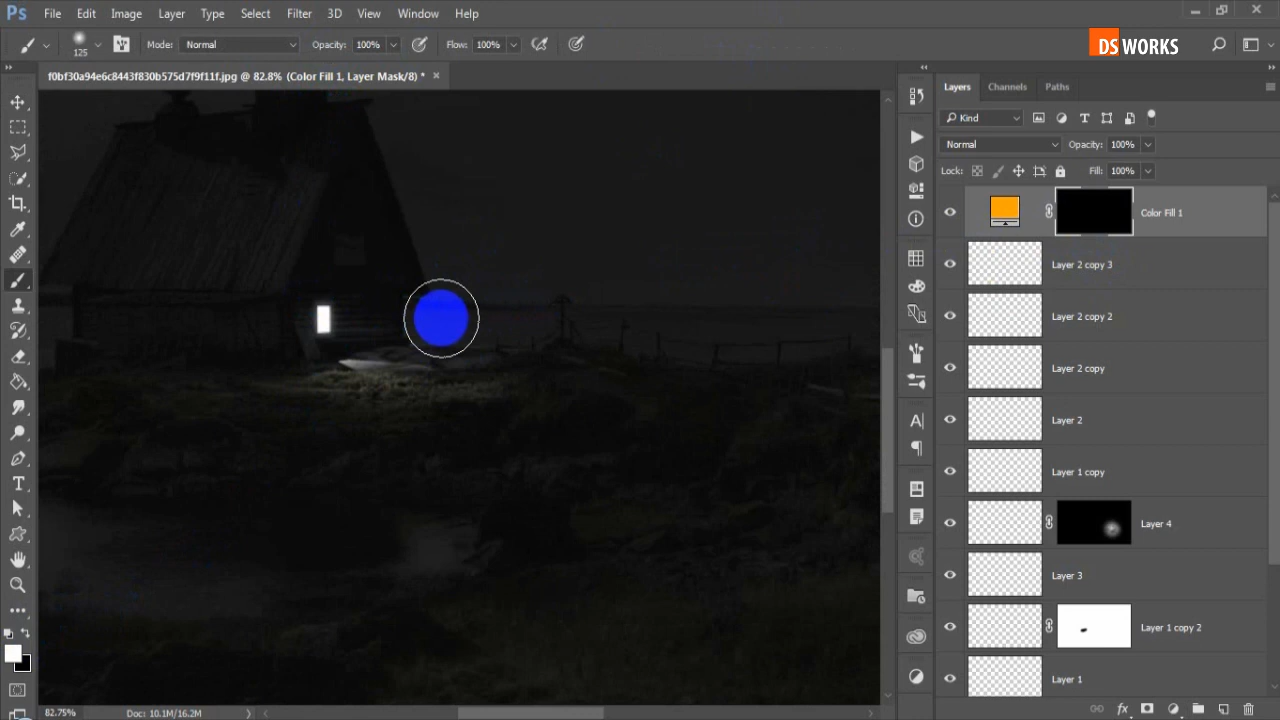 Ps File Edit Image Layer Type Select Filter 3D View Window Help
125 Mode: Normal Opacity: 100% Flow: 100%
DS WORKS
f0bf30a94e6c8443f830b575d7f9f11f.jpg @ 82.8% (Color Fill 1, Layer Mask/8) *
Layers Channels Paths
Kind
Normal Opacity: 100%
Lock: Fill: 100%
Color Fill 1
Layer 2 copy 3
Layer 2 copy 2
Layer 2 copy
Layer 2
Layer 1 copy
Layer 4
Layer 3
Layer 1 copy 2
Layer 1
82.75% Doc: 10.1M/16.2M
fx